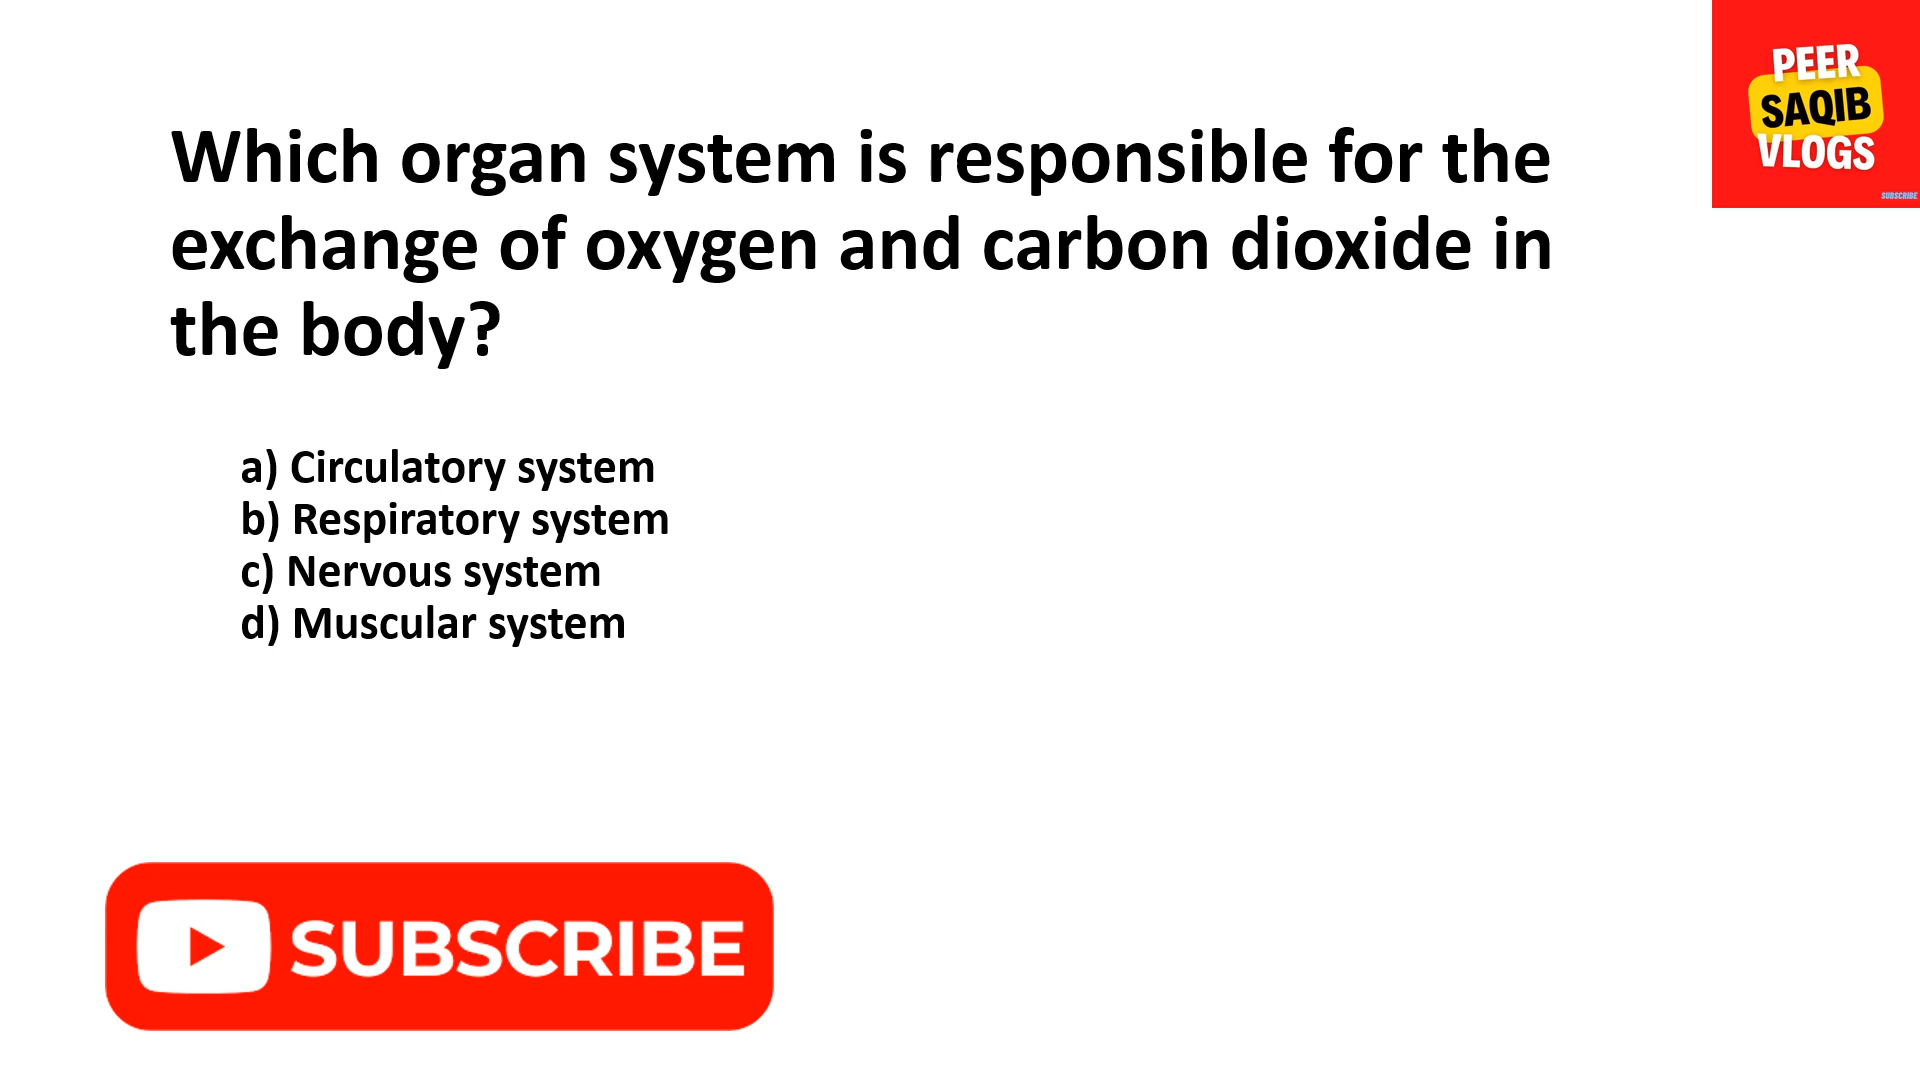 PEER
SAQIB
VLOGS
SUBSCRIBE
Which organ system is responsible for the
exchange of oxygen and carbon dioxide in
the body?
a) Circulatory system
b) Respiratory system
c) Nervous system
d) Muscular system
SUBSCRIBE